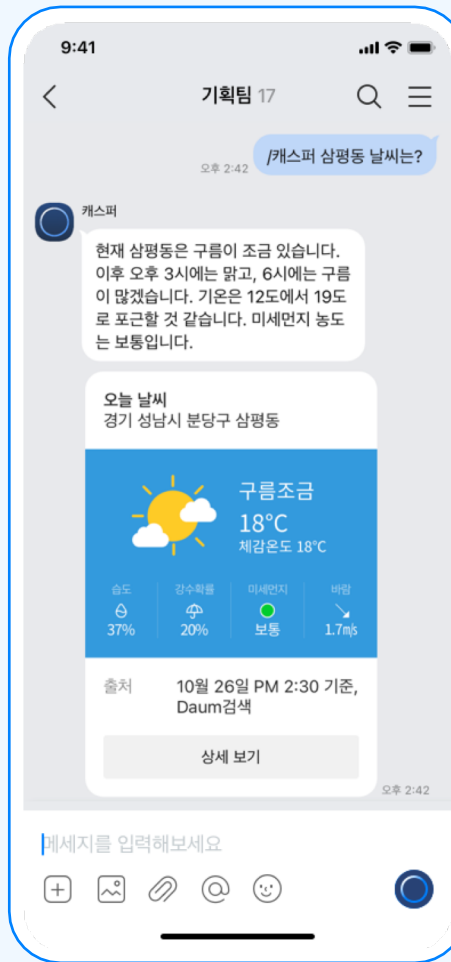 9:41
기획팀 17
/캐스퍼 삼평동 날씨는?
오후 2:42
캐스퍼
현재 삼평동은 구름이 조금 있습니다.
이후 오후 3시에는 맑고, 6시에는 구름
이 많겠습니다. 기온은 12도에서 19도
로 포근할 것 같습니다. 미세먼지 농도
는 보통입니다.
오늘 날씨
경기 성남시 분당구 삼평동
구름조금
18°C
체감온도 18°C
습도 강수확률 미세먼지 바람
37% 20% 보통 1.7m/s
출처 10월 26일 PM 2:30 기준,
Daum검색
상세 보기
오후 2:42
메세지를 입력해보세요